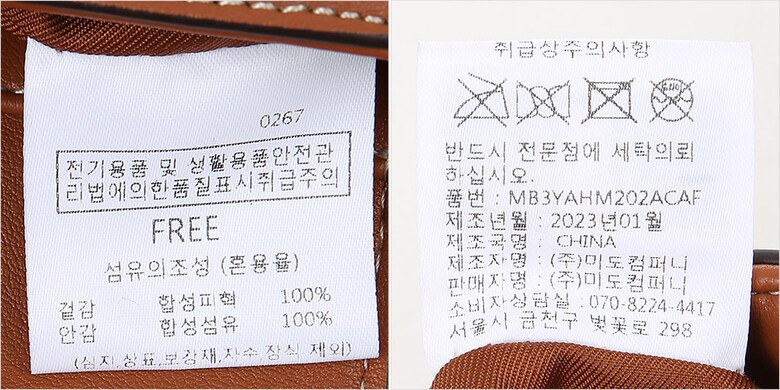 0267
전기용품 및 생활용품안전관
리법에의한품질표시취급주의
FREE
섬유의조성 (혼용율)
겉감 합성피혁 100%
안감 합성섬유 100%
(심지,상표,보강재,자수,장식 제외)
취급상주의사항
반드시 전문점에 세탁의뢰
하십시오.
품번 : MB3YAHM202ACAF
제조년월 : 2023년01월
제조국명 : CHINA
제조자명 : (주)미도컴퍼니
판매자명 : (주)미도컴퍼니
소비자상담실 : 070-8224-4417
서울시 금천구 벚꽃로 298